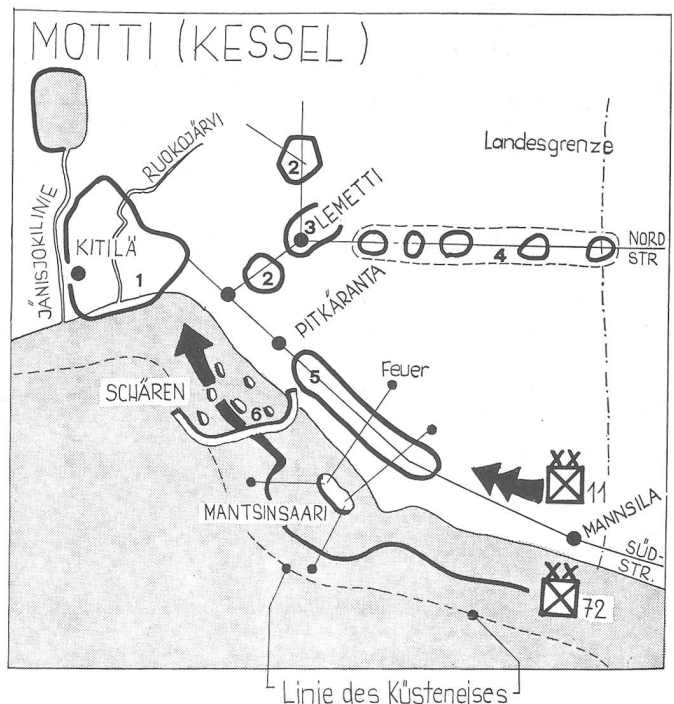 MOTTI (KESSEL)
RUOKOJÄRVI
Landesgrenze
2
LEMETTI
3
JÄNISJOKILINIE
KITILÄ
1
2
4
NORD
STR
PITKÄRANTA
SCHÄREN
5
Feuer
6
11
MANTSINSAARI
MANNSILA
SÜD-
STR.
72
Linie des Küsteneises